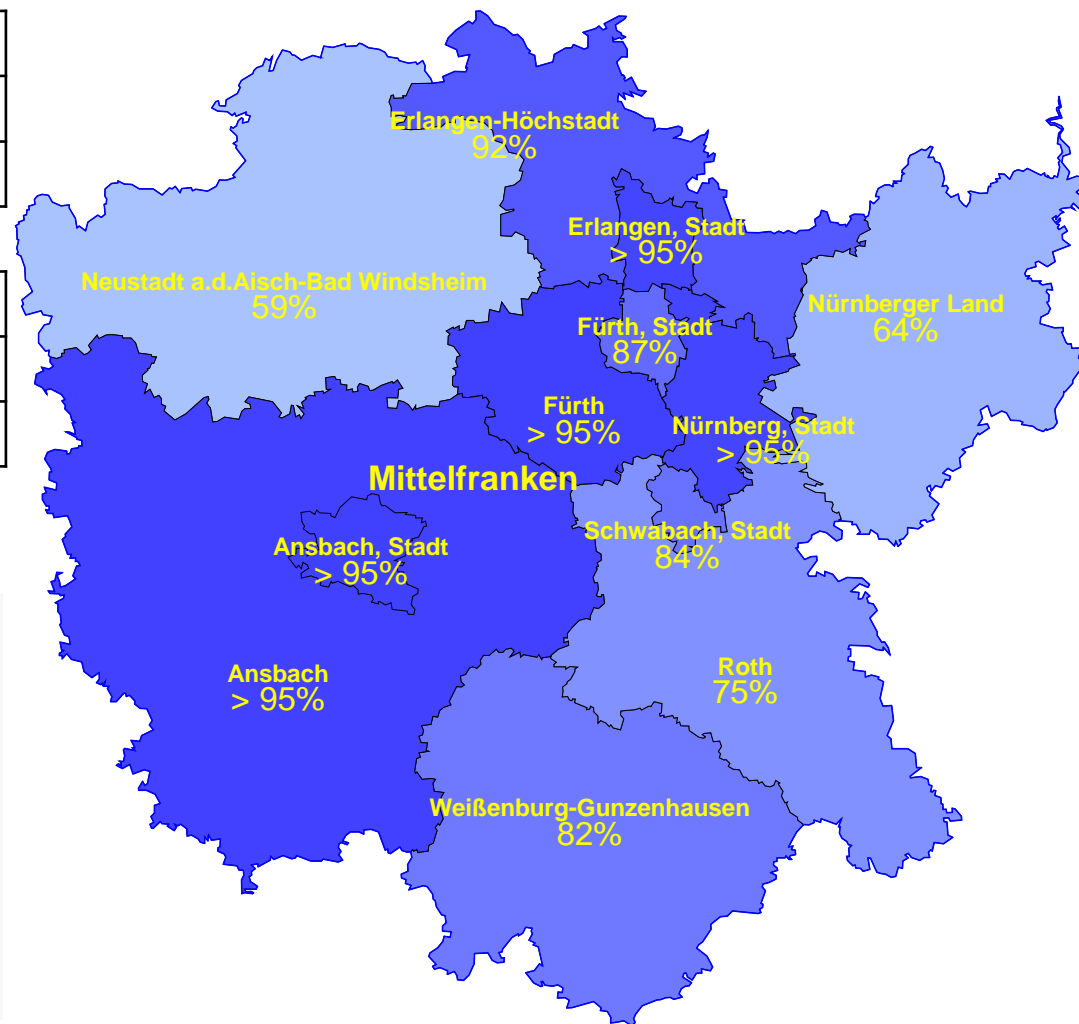 Erlangen-Höchstadt
92%
Erlangen, Stadt
> 95%
Neustadt a.d.Aisch-Bad Windsheim
59%
Nürnberger Land
64%
Fürth, Stadt
87%
Fürth
> 95%
Nürnberg, Stadt
> 95%
Mittelfranken
Schwabach, Stadt
84%
Ansbach, Stadt
> 95%
Ansbach
> 95%
Roth
75%
Weißenburg-Gunzenhausen
82%